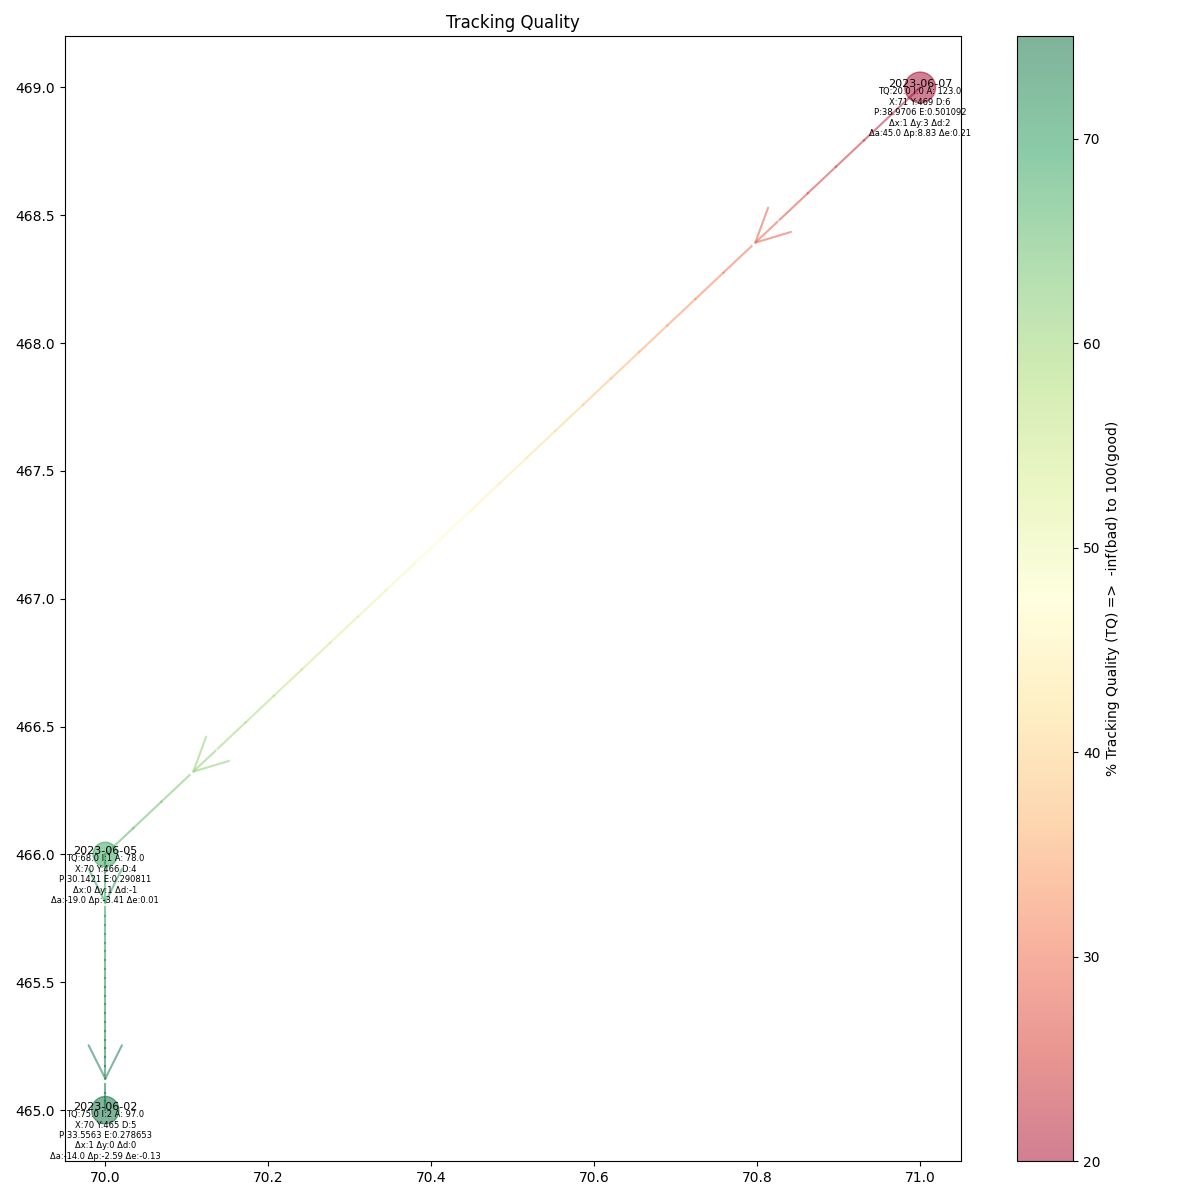 Tracking Quality
2023-06-07
TQ:20.0 I:0 A: 123.0
X:71 Y:469 D:6
P:38.9706 E:0.501092
Δx:1 Δy:3 Δd:2
Δa:45.0 Δp:8.83 Δe:0.21
2023-06-05
TQ:68.0 I:1 A: 78.0
X:70 Y:466 D:4
P:30.1421 E:0.290811
Δx:0 Δy:1 Δd:-1
Δa:-19.0 Δp:-3.41 Δe:0.01
2023-06-02
TQ:75.0 I:2 A: 97.0
X:70 Y:465 D:5
P:33.5563 E:0.278653
Δx:1 Δy:0 Δd:0
Δa:-14.0 Δp:-2.59 Δe:-0.13
469.0
468.5
468.0
467.5
467.0
466.5
466.0
465.5
465.0
70.0 70.2 70.4 70.6 70.8 71.0
70
60
50
40
30
20
% Tracking Quality (TQ) => -inf(bad) to 100(good)